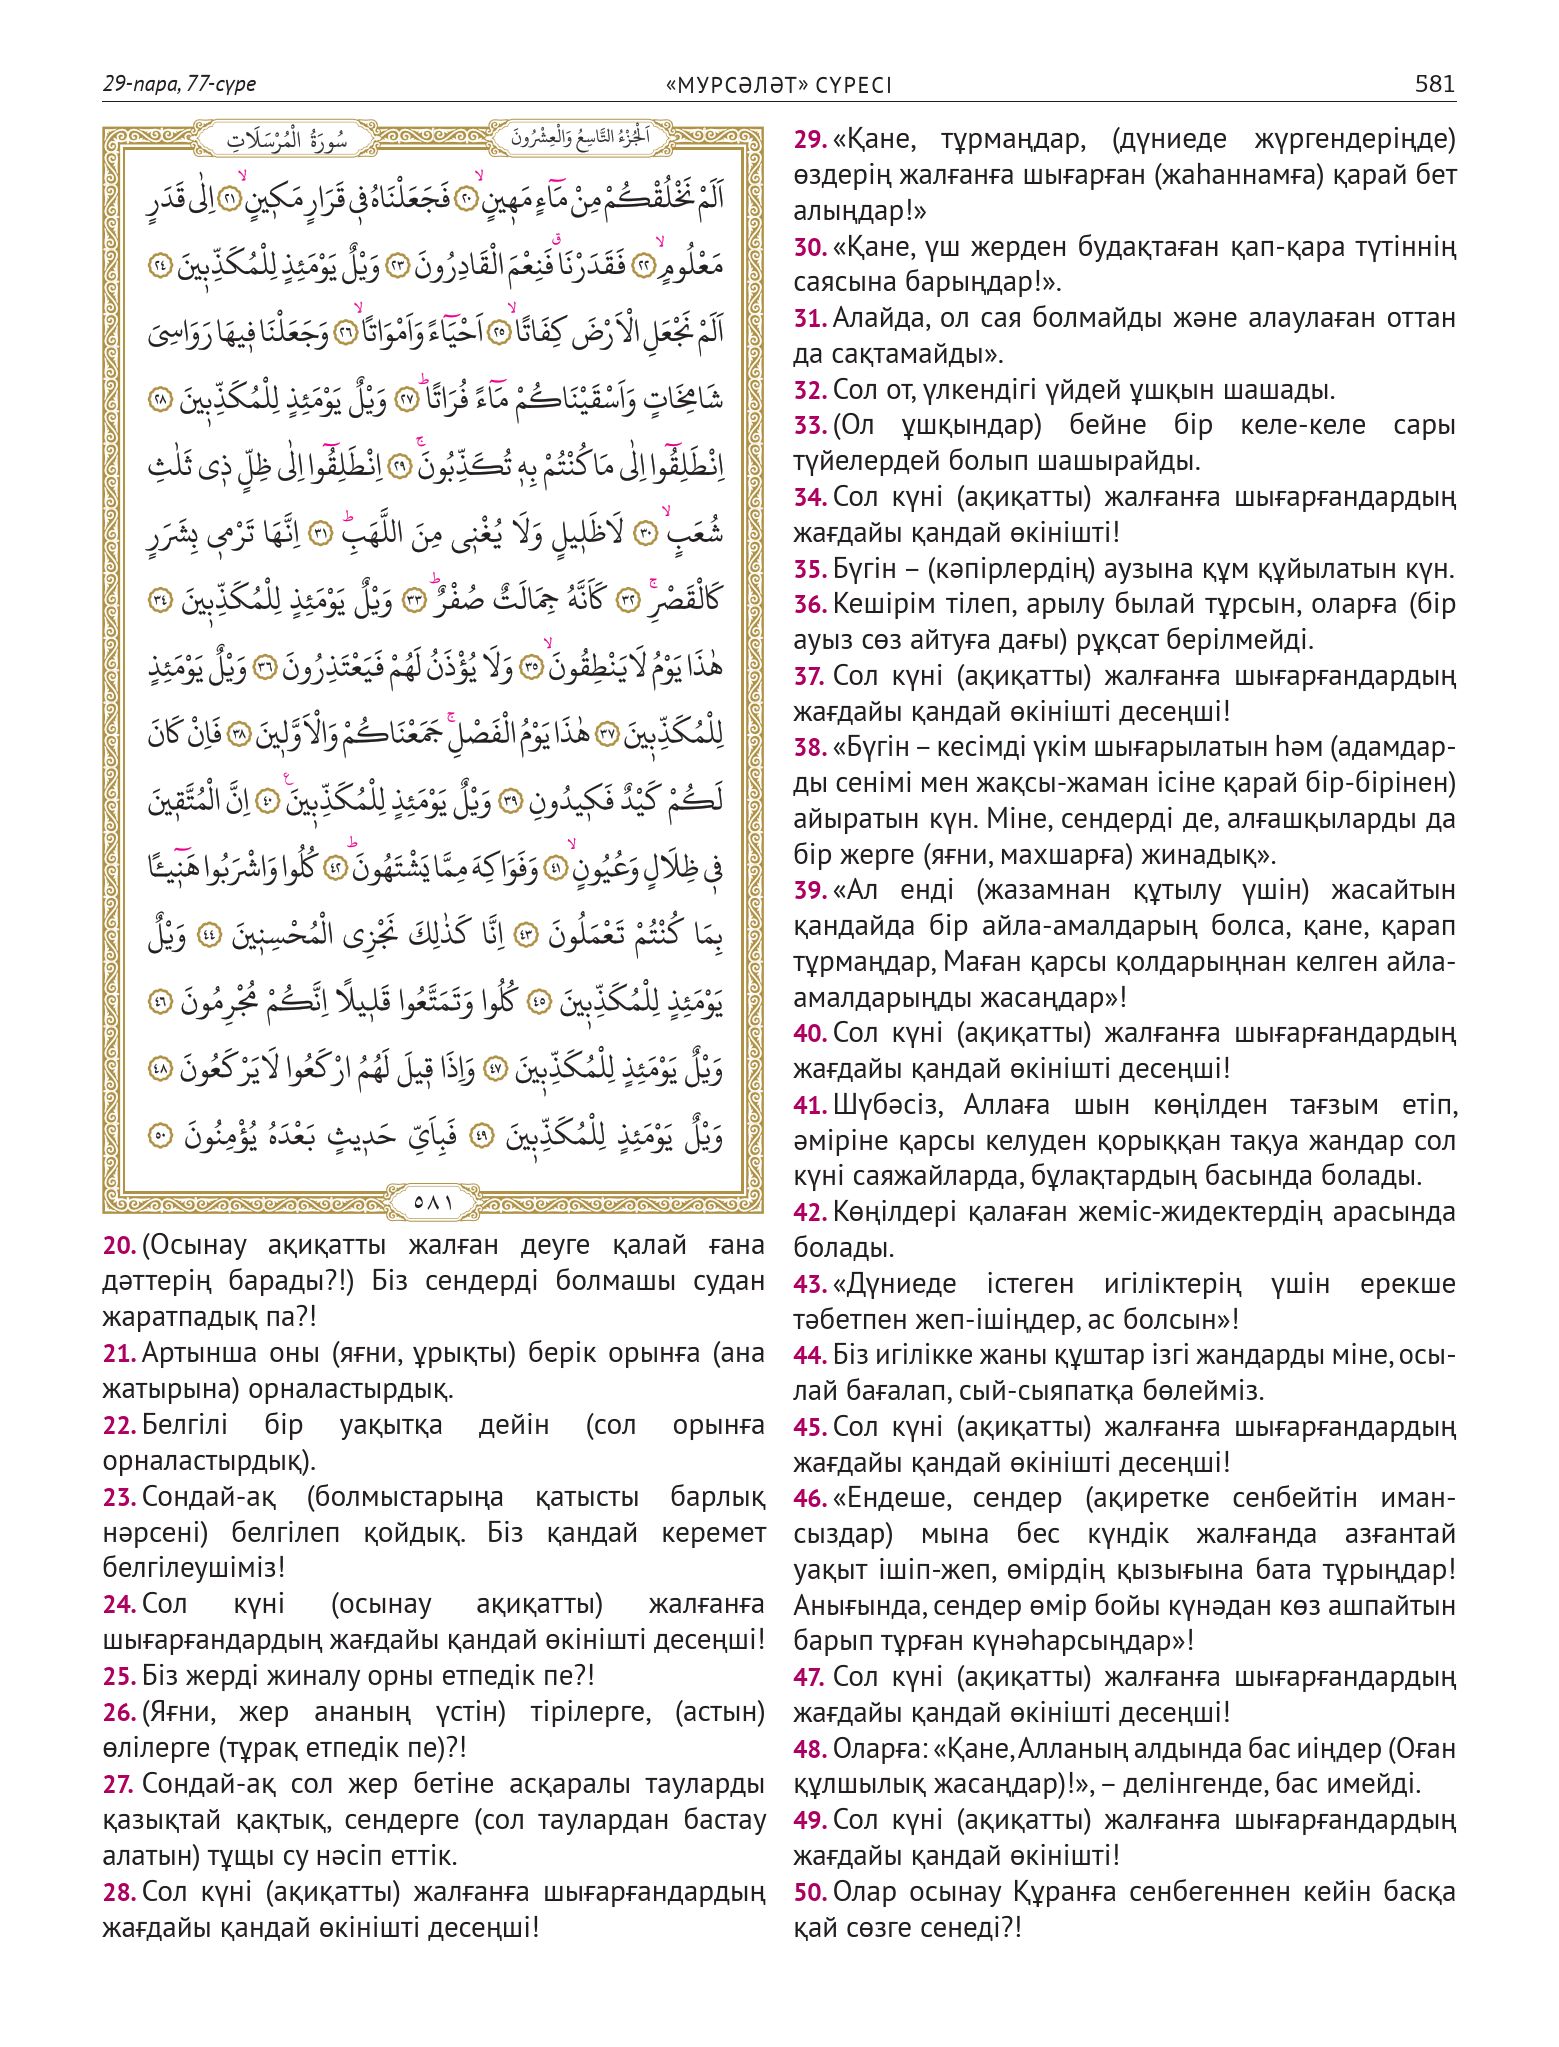 29-пара, 77-сүре
«МУРСӘЛӘТ» СҮРЕСІ
581
سُورَةُ الْمُرْسَلَاتِ
اَلْجُزْءُ التَّاسِعُ وَالْعِشْرُونَ
اَلَمْ نَخْلُقْكُمْ مِنْ مَٓاءٍ مَه۪ينٍۙ ﴿٢٠﴾ فَجَعَلْنَاهُ ف۪ي قَرَارٍ مَك۪ينٍۙ ﴿٢١﴾ اِلٰى قَدَرٍ
مَعْلُومٍۙ ﴿٢٢﴾ فَقَدَرْنَاۗ فَنِعْمَ الْقَادِرُونَ ﴿٢٣﴾ وَيْلٌ يَوْمَئِذٍ لِلْمُكَذِّب۪ينَ ﴿٢٤﴾
اَلَمْ نَجْعَلِ الْاَرْضَ كِفَاتًاۙ ﴿٢٥﴾ اَحْيَٓاءً وَاَمْوَاتًاۙ ﴿٢٦﴾ وَجَعَلْنَا ف۪يهَا رَوَاسِيَ
شَامِخَاتٍ وَاَسْقَيْنَاكُمْ مَٓاءً فُرَاتًاۜ ﴿٢٧﴾ وَيْلٌ يَوْمَئِذٍ لِلْمُكَذِّب۪ينَ ﴿٢٨﴾
اِنْطَلِقُٓوا اِلٰى مَا كُنْتُمْ بِه۪ تُكَذِّبُونَۚ ﴿٢٩﴾ اِنْطَلِقُٓوا اِلٰى ظِلٍّ ذ۪ي ثَلٰثِ
شُعَبٍۙ ﴿٣٠﴾ لَا ظَل۪يلٍ وَلَا يُغْن۪ي مِنَ اللَّهَبِۜ ﴿٣١﴾ اِنَّهَا تَرْم۪ي بِشَرَرٍ
كَالْقَصْرِۚ ﴿٣٢﴾ كَاَنَّهُ جِمَالَتٌ صُفْرٌۜ ﴿٣٣﴾ وَيْلٌ يَوْمَئِذٍ لِلْمُكَذِّب۪ينَ ﴿٣٤﴾
هٰذَا يَوْمُ لَا يَنْطِقُونَۙ ﴿٣٥﴾ وَلَا يُؤْذَنُ لَهُمْ فَيَعْتَذِرُونَ ﴿٣٦﴾ وَيْلٌ يَوْمَئِذٍ
لِلْمُكَذِّب۪ينَ ﴿٣٧﴾ هٰذَا يَوْمُ الْفَصْلِۚ جَمَعْنَاكُمْ وَالْاَوَّل۪ينَ ﴿٣٨﴾ فَاِنْ كَانَ
لَكُمْ كَيْدٌ فَك۪يدُونِ ﴿٣٩﴾ وَيْلٌ يَوْمَئِذٍ لِلْمُكَذِّب۪ينَ۟ ﴿٤٠﴾ اِنَّ الْمُتَّق۪ينَ
ف۪ي ظِلَالٍ وَعُيُونٍۙ ﴿٤١﴾ وَفَوَاكِهَ مِمَّا يَشْتَهُونَۜ ﴿٤٢﴾ كُلُوا وَاشْرَبُوا هَن۪ٓيـًٔا
بِمَا كُنْتُمْ تَعْمَلُونَ ﴿٤٣﴾ اِنَّا كَذٰلِكَ نَجْزِي الْمُحْسِن۪ينَ ﴿٤٤﴾ وَيْلٌ
يَوْمَئِذٍ لِلْمُكَذِّب۪ينَ ﴿٤٥﴾ كُلُوا وَتَمَتَّعُوا قَل۪يلًا اِنَّكُمْ مُجْرِمُونَ ﴿٤٦﴾
وَيْلٌ يَوْمَئِذٍ لِلْمُكَذِّب۪ينَ ﴿٤٧﴾ وَاِذَا ق۪يلَ لَهُمُ ارْكَعُوا لَا يَرْكَعُونَ ﴿٤٨﴾
وَيْلٌ يَوْمَئِذٍ لِلْمُكَذِّب۪ينَ ﴿٤٩﴾ فَبِاَيِّ حَد۪يثٍ بَعْدَهُ يُؤْمِنُونَ ﴿٥٠﴾
٥٨١
20. (Осынау ақиқатты жалған деуге қалай ғана
дәттерің барады?!) Біз сендерді болмашы судан
жаратпадық па?!
21. Артынша оны (яғни, ұрықты) берік орынға (ана
жатырына) орналастырдық.
22. Белгілі бір уақытқа дейін (сол орынға
орналастырдық).
23. Сондай-ақ (болмыстарыңа қатысты барлық
нәрсені) белгілеп қойдық. Біз қандай керемет
белгілеушіміз!
24. Сол күні (осынау ақиқатты) жалғанға
шығарғандардың жағдайы қандай өкінішті десеңші!
25. Біз жерді жиналу орны етпедік пе?!
26. (Яғни, жер ананың үстін) тірілерге, (астын)
өлілерге (тұрақ етпедік пе)?!
27. Сондай-ақ сол жер бетіне асқаралы тауларды
қазықтай қақтық, сендерге (сол таулардан бастау
алатын) тұщы су нәсіп еттік.
28. Сол күні (ақиқатты) жалғанға шығарғандардың
жағдайы қандай өкінішті десеңші!
29. «Қане, тұрмаңдар, (дүниеде жүргендеріңде)
өздерің жалғанға шығарған (жаһаннамға) қарай бет
алыңдар!»
30. «Қане, үш жерден будақтаған қап-қара түтіннің
саясына барыңдар!».
31. Алайда, ол сая болмайды және алаулаған оттан
да сақтамайды».
32. Сол от, үлкендігі үйдей ұшқын шашады.
33. (Ол ұшқындар) бейне бір келе-келе сары
түйелердей болып шашырайды.
34. Сол күні (ақиқатты) жалғанға шығарғандардың
жағдайы қандай өкінішті!
35. Бүгін – (кәпірлердің) аузына құм құйылатын күн.
36. Кешірім тілеп, арылу былай тұрсын, оларға (бір
ауыз сөз айтуға дағы) рұқсат берілмейді.
37. Сол күні (ақиқатты) жалғанға шығарғандардың
жағдайы қандай өкінішті десеңші!
38. «Бүгін – кесімді үкім шығарылатын һәм (адамдар-
ды сенімі мен жақсы-жаман ісіне қарай бір-бірінен)
айыратын күн. Міне, сендерді де, алғашқыларды да
бір жерге (яғни, махшарға) жинадық».
39. «Ал енді (жазамнан құтылу үшін) жасайтын
қандайда бір айла-амалдарың болса, қане, қарап
тұрмаңдар, Маған қарсы қолдарыңнан келген айла-
амалдарыңды жасаңдар»!
40. Сол күні (ақиқатты) жалғанға шығарғандардың
жағдайы қандай өкінішті десеңші!
41. Шүбәсіз, Аллаға шын көңілден тағзым етіп,
әміріне қарсы келуден қорыққан тақуа жандар сол
күні саяжайларда, бұлақтардың басында болады.
42. Көңілдері қалаған жеміс-жидектердің арасында
болады.
43. «Дүниеде істеген игіліктерің үшін ерекше
тәбетпен жеп-ішіңдер, ас болсын»!
44. Біз игілікке жаны құштар ізгі жандарды міне, осы-
лай бағалап, сый-сыяпатқа бөлейміз.
45. Сол күні (ақиқатты) жалғанға шығарғандардың
жағдайы қандай өкінішті десеңші!
46. «Ендеше, сендер (ақиретке сенбейтін иман-
сыздар) мына бес күндік жалғанда азғантай
уақыт ішіп-жеп, өмірдің қызығына бата тұрыңдар!
Анығында, сендер өмір бойы күнәдан көз ашпайтын
барып тұрған күнәһарсыңдар»!
47. Сол күні (ақиқатты) жалғанға шығарғандардың
жағдайы қандай өкінішті десеңші!
48. Оларға: «Қане, Алланың алдында бас иіңдер (Оған
құлшылық жасаңдар)!», – делінгенде, бас имейді.
49. Сол күні (ақиқатты) жалғанға шығарғандардың
жағдайы қандай өкінішті!
50. Олар осынау Құранға сенбегеннен кейін басқа
қай сөзге сенеді?!